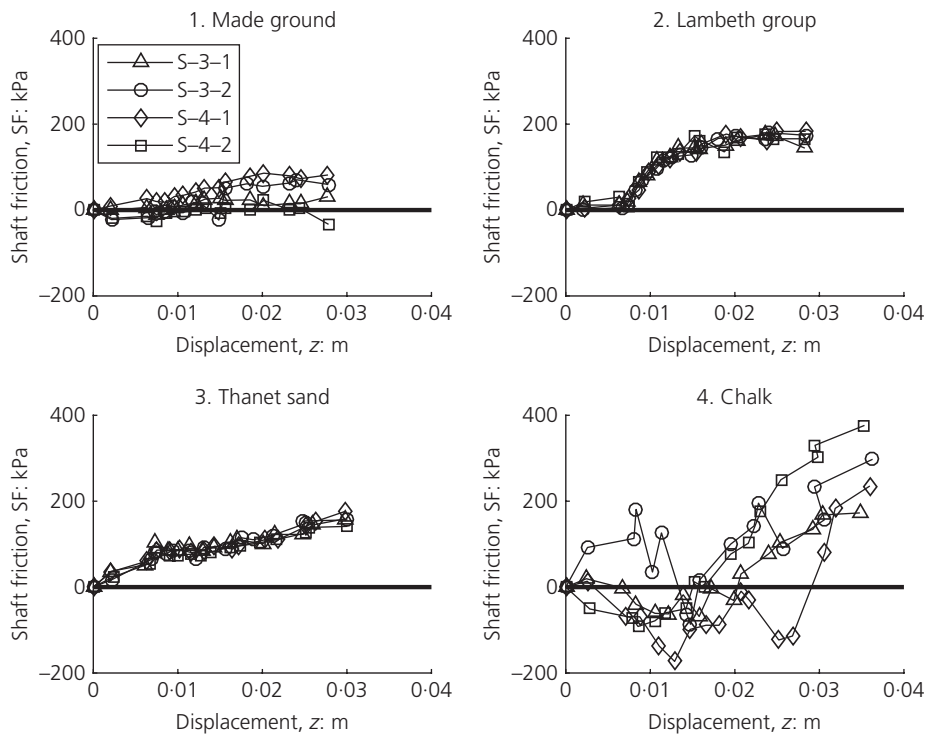 1. Made ground
400
200
0
–200
Shaft friction, SF: kPa
S–3–1
S–3–2
S–4–1
S–4–2
0 0·01 0·02 0·03 0·04
Displacement, z: m
2. Lambeth group
400
200
0
–200
Shaft friction, SF: kPa
0 0·01 0·02 0·03 0·04
Displacement, z: m
3. Thanet sand
400
200
0
–200
Shaft friction, SF: kPa
0 0·01 0·02 0·03 0·04
Displacement, z: m
4. Chalk
400
200
0
–200
Shaft friction, SF: kPa
0 0·01 0·02 0·03 0·04
Displacement, z: m